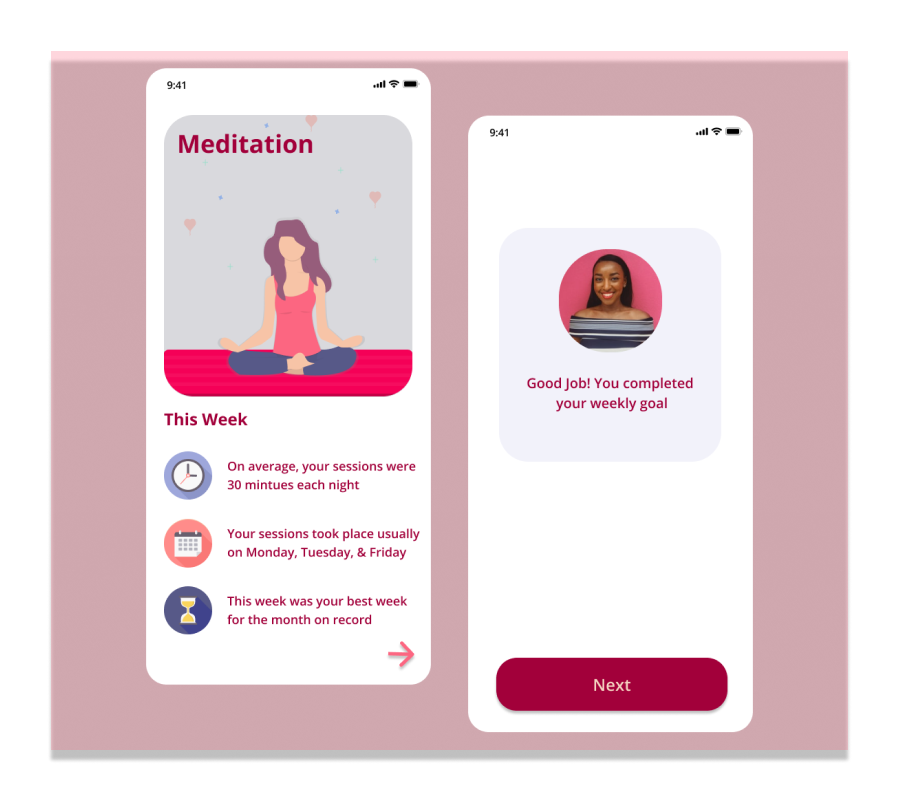 9:41
Meditation
This Week
On average, your sessions were
30 mintues each night
Your sessions took place usually
on Monday, Tuesday, & Friday
This week was your best week
for the month on record
9:41
Good Job! You completed
your weekly goal
Next